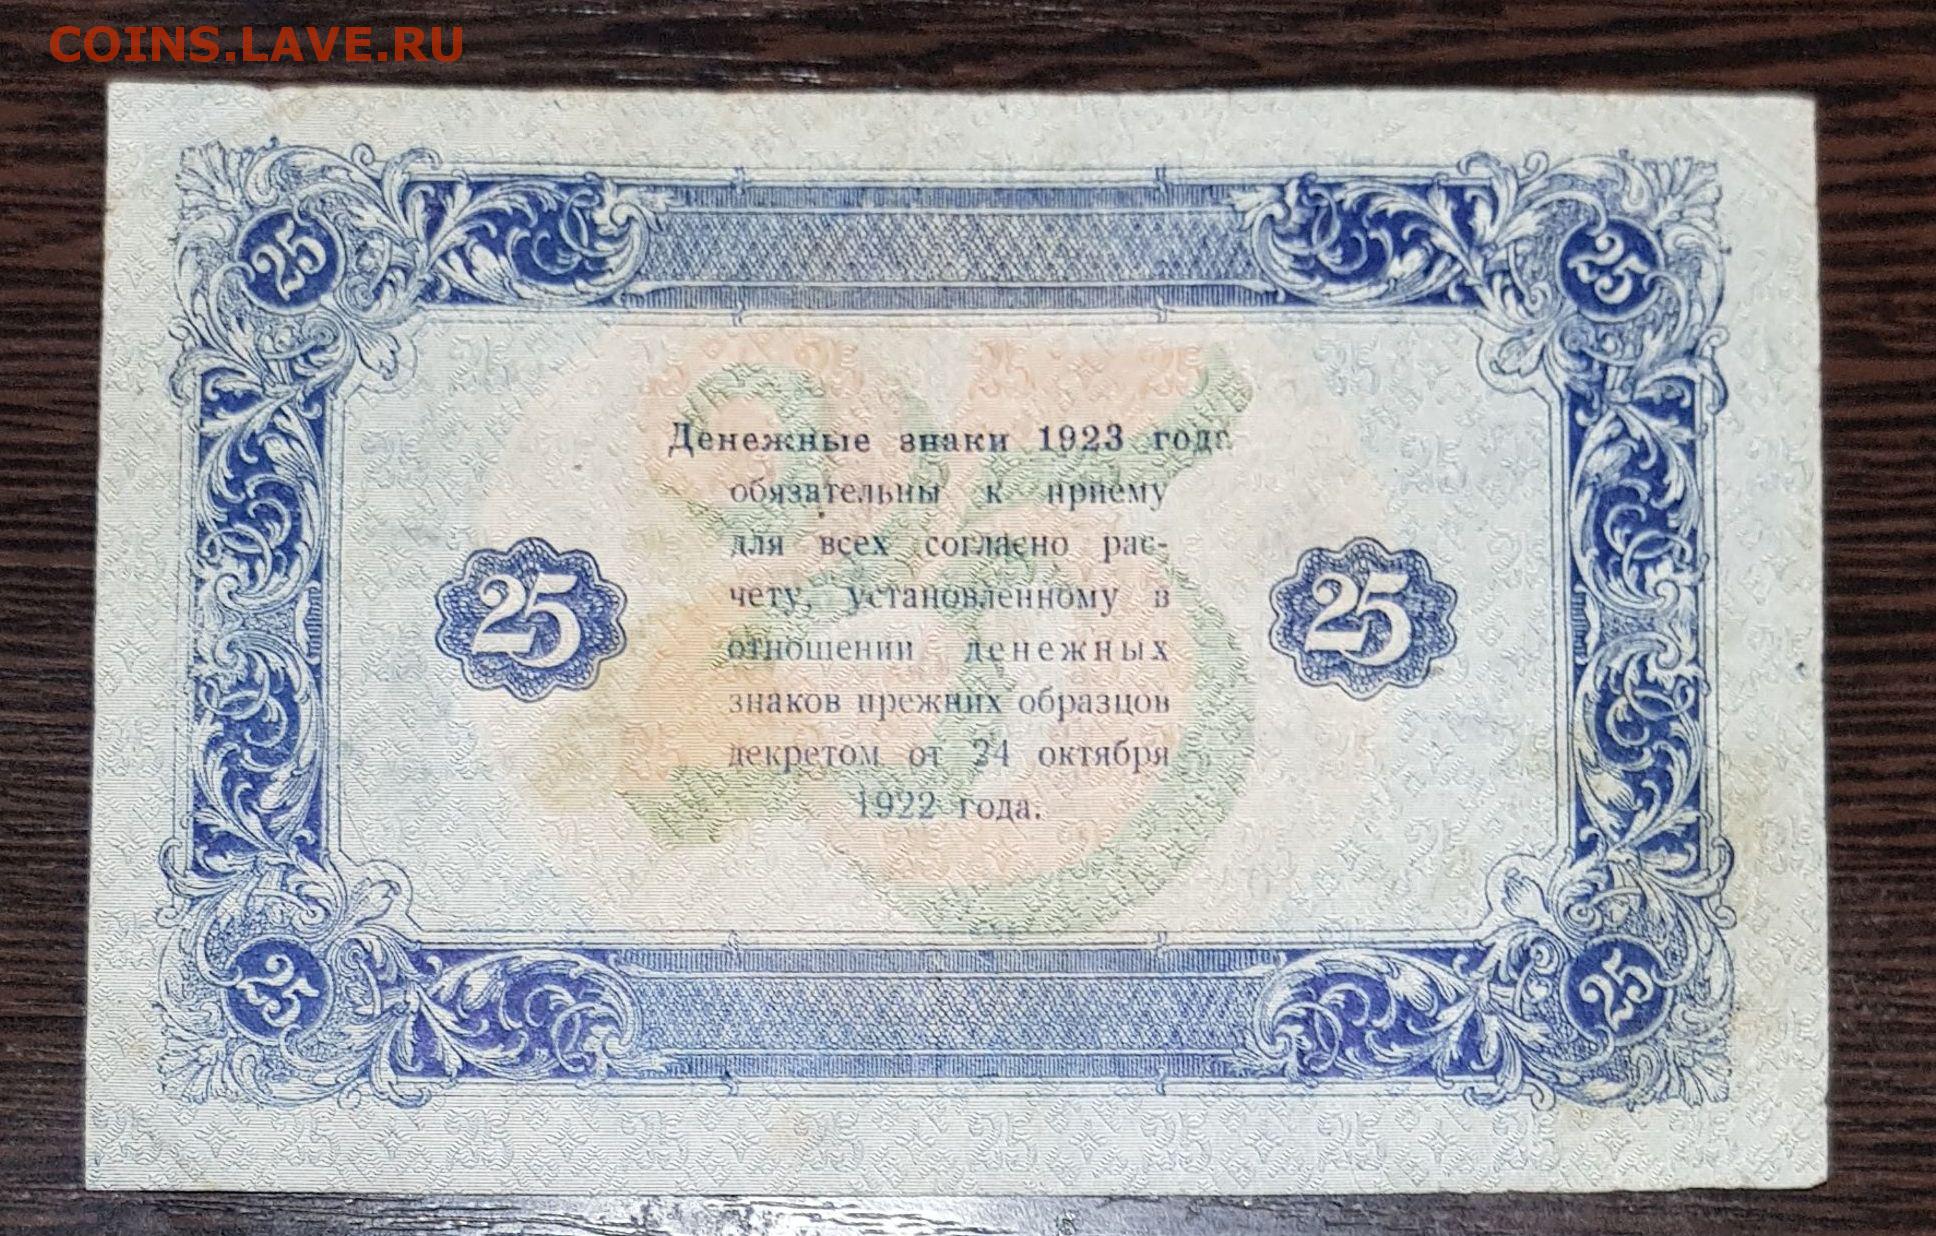 COINS.LAVE.RU
25 25
Денежные знаки 1923 года
обязательны к приему
для всех согласно рас-
чету, установленному в
25 25
отношении денежных
знаков прежних образцов
декретом от 24 октября
1922 года.
25 25